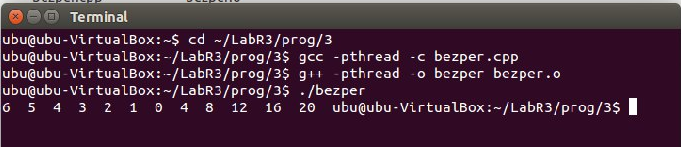 Terminal
ubu@ubu-VirtualBox:~$ cd ~/LabR3/prog/3
ubu@ubu-VirtualBox:~/LabR3/prog/3$ gcc -pthread -c bezper.cpp
ubu@ubu-VirtualBox:~/LabR3/prog/3$ g++ -pthread -o bezper bezper.o
ubu@ubu-VirtualBox:~/LabR3/prog/3$ ./bezper
6  5  4  3  2  1  0  4  8  12  16  20  ubu@ubu-VirtualBox:~/LabR3/prog/3$